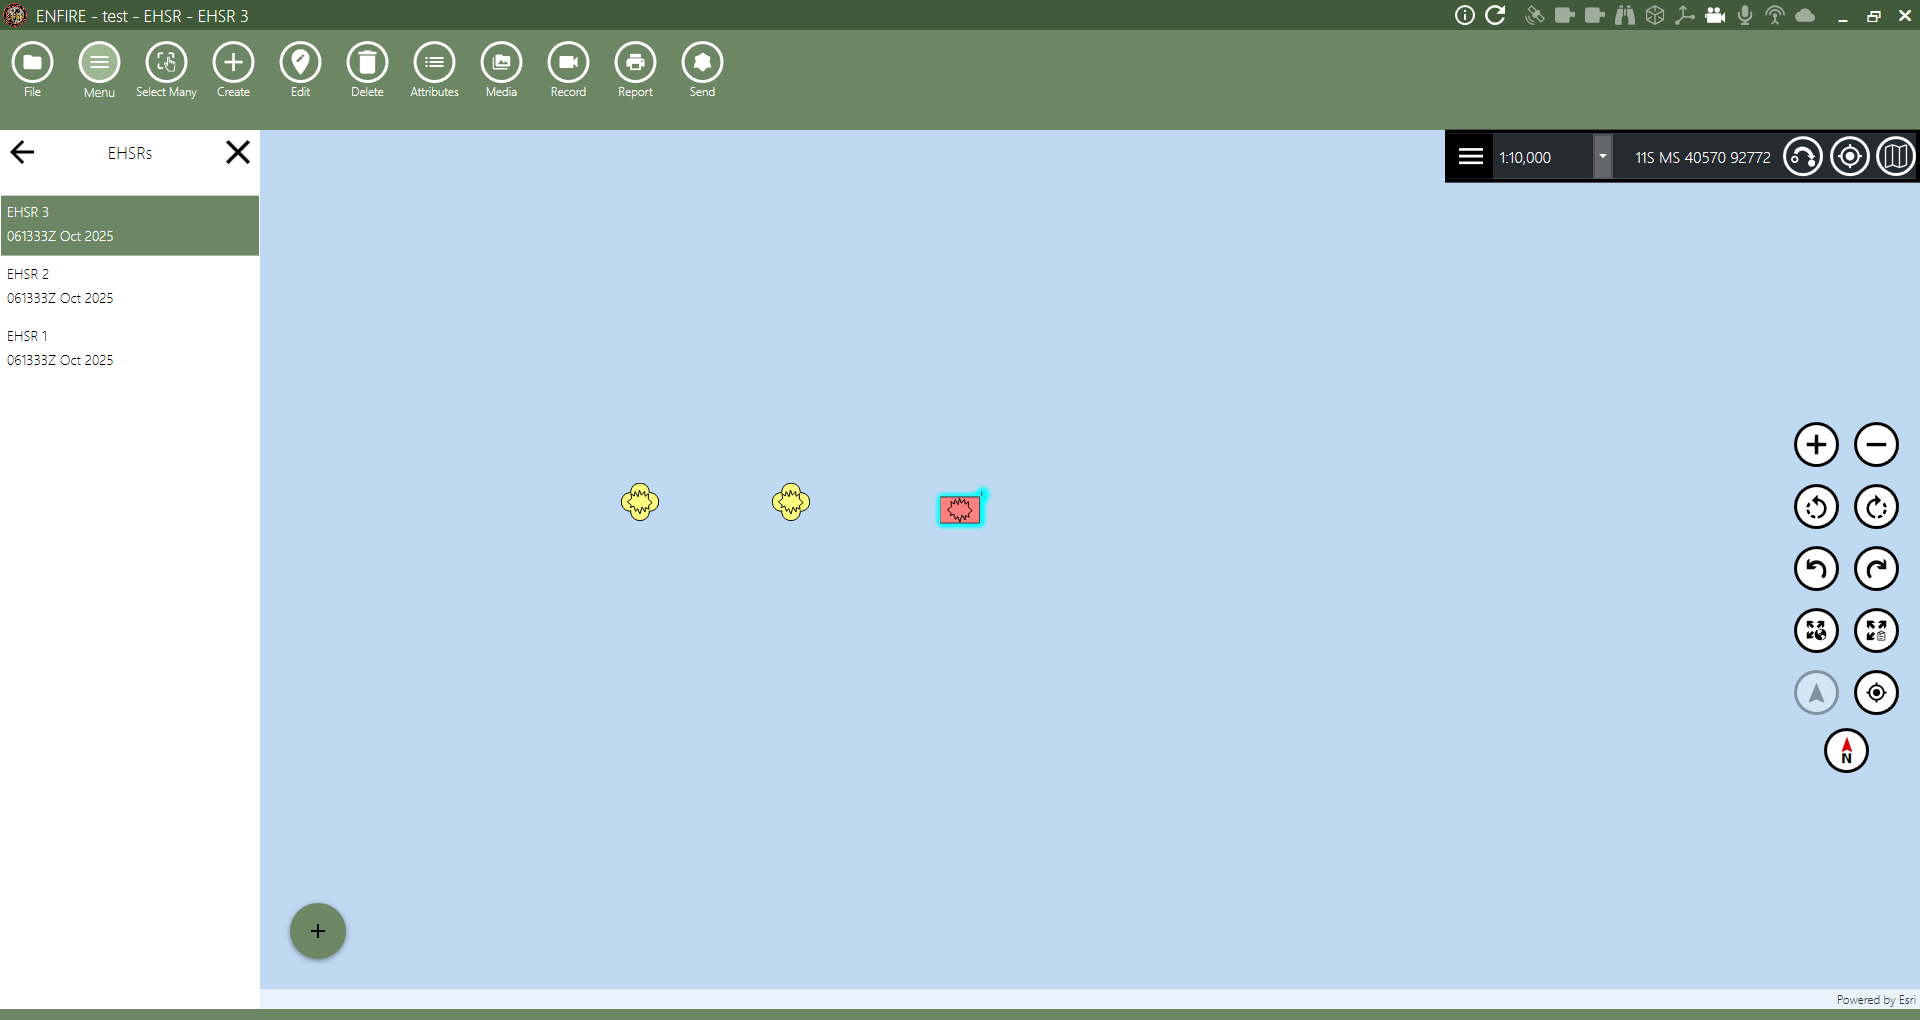 ENFIRE - test - EHSR - EHSR 3
File
Menu
Select Many
Create
Edit
Delete
Attributes
Media
Record
Report
Send
EHSRs
1:10,000
11S MS 40570 92772
EHSR 3
061333Z Oct 2025
EHSR 2
061333Z Oct 2025
EHSR 1
061333Z Oct 2025
N
Powered by Esri